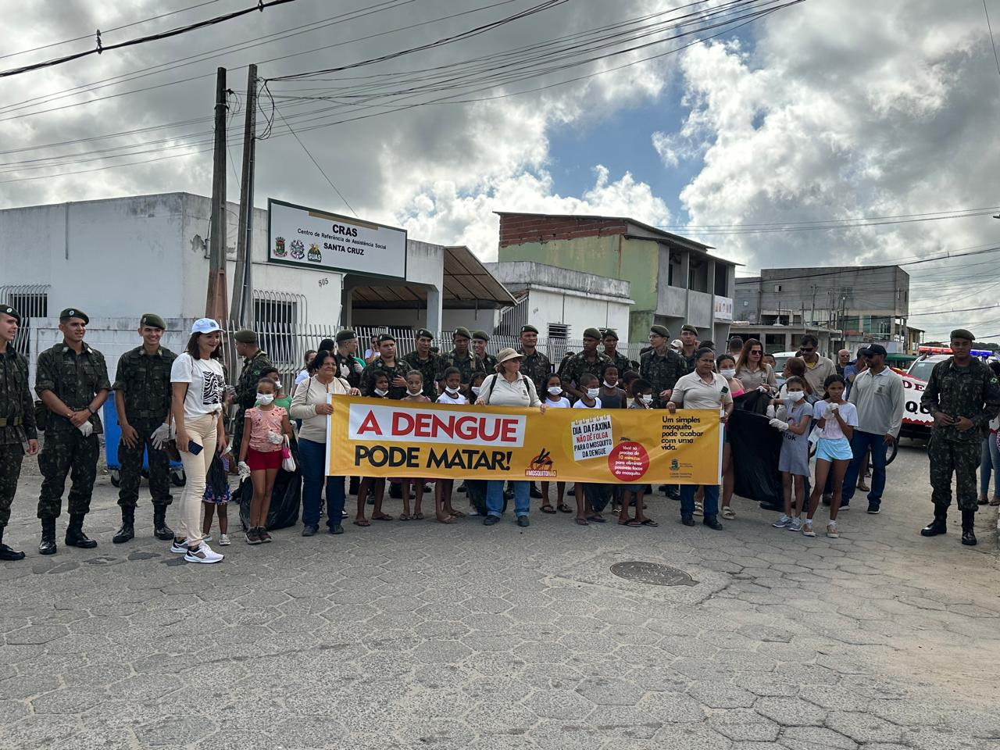 CRAS
Centro de Referência de Assistência Social
SANTA CRUZ
SUAS
505
A DENGUE
PODE MATAR!
#MOSQUITONÃO
DIA DA FAXINA
NÃO DÊ FOLGA
PARA O MOSQUITO
DA DENGUE
Você só
precisa de
10 minutos
para eliminar
possíveis focos
do mosquito.
Um simples
mosquito pode
acabar
com uma
vida.